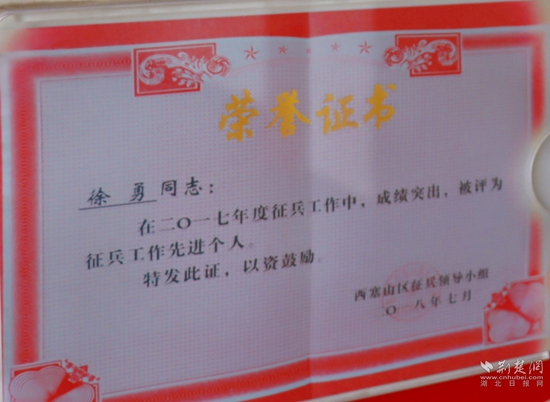 荣誉证书
徐勇同志：
在二〇一七年度征兵工作中，成绩突出，被评为
征兵工作先进个人。
特发此证，以资鼓励。
西塞山区征兵领导小组
二〇一八年七月
荆楚网
www.cnhubei.com
湖北日报网